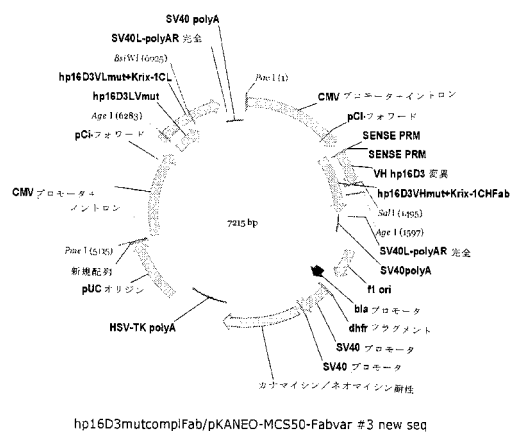 SV40 polyA
SV40L-polyAR 完全
hp16D3VLmut+Krix-1CL
hp16D3LVmut
Age I (6283)
pCI-フォワード
CMV プロモーター+
イントロン
新規配列
pUC オリジン
HSV-TK polyA
7215 bp
CMV プロモーター+イントロン
pCI-フォワード
SENSE PRM
SENSE PRM
VH hp16D3 変異
hp16D3VHmut+Krix-1CHFab
Sal I (1495)
Age I (1597)
SV40L-polyAR 完全
SV40polyA
f1 ori
bla プロモータ
dhfr フラグメント
SV40 プロモータ
SV40 プロモータ
カナマイシン/ネオマイシン耐性
hp16D3mutcomplFab/pKANEO-MCS50-Fabvar #3 new seq